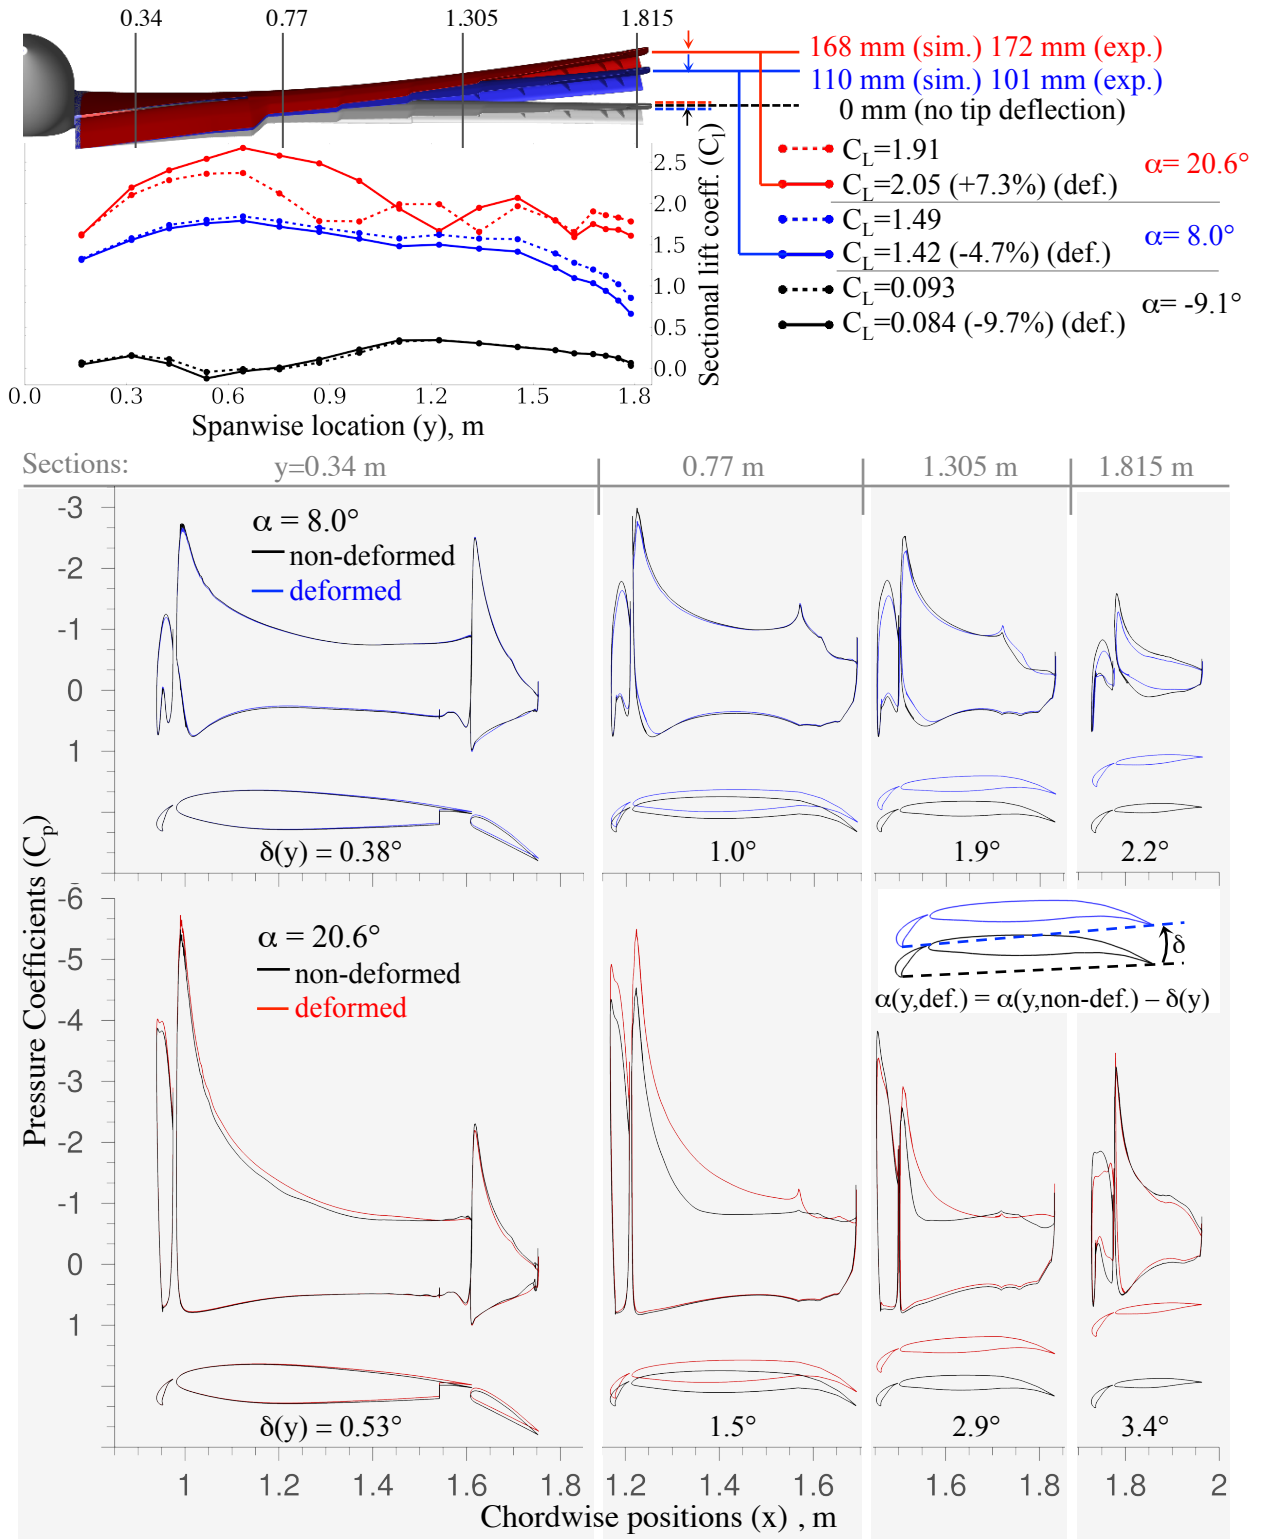 0.34 0.77 1.305 1.815
168 mm (sim.) 172 mm (exp.)
110 mm (sim.) 101 mm (exp.)
0 mm (no tip deflection)
C_L=1.91
α= 20.6°
C_L=2.05 (+7.3%) (def.)
C_L=1.49
α= 8.0°
C_L=1.42 (-4.7%) (def.)
C_L=0.093
α= -9.1°
C_L=0.084 (-9.7%) (def.)
2.5
2.0
1.5
1.0
0.5
0.0
Sectional lift coeff. (C_l)
0.0 0.3 0.6 0.9 1.2 1.5 1.8
Spanwise location (y), m
Sections: y=0.34 m 0.77 m 1.305 m 1.815 m
-3
-2
-1
0
1
α = 8.0°
non-deformed
deformed
δ(y) = 0.38° 1.0° 1.9° 2.2°
Pressure Coefficients (C_p)
-6
-5
-4
-3
-2
-1
0
1
α = 20.6°
non-deformed
deformed
δ
α(y,def.) = α(y,non-def.) – δ(y)
δ(y) = 0.53° 1.5° 2.9° 3.4°
1 1.2 1.4 1.6 1.8 1.2 1.4 1.6 1.6 1.8 1.8 2
Chordwise positions (x) , m